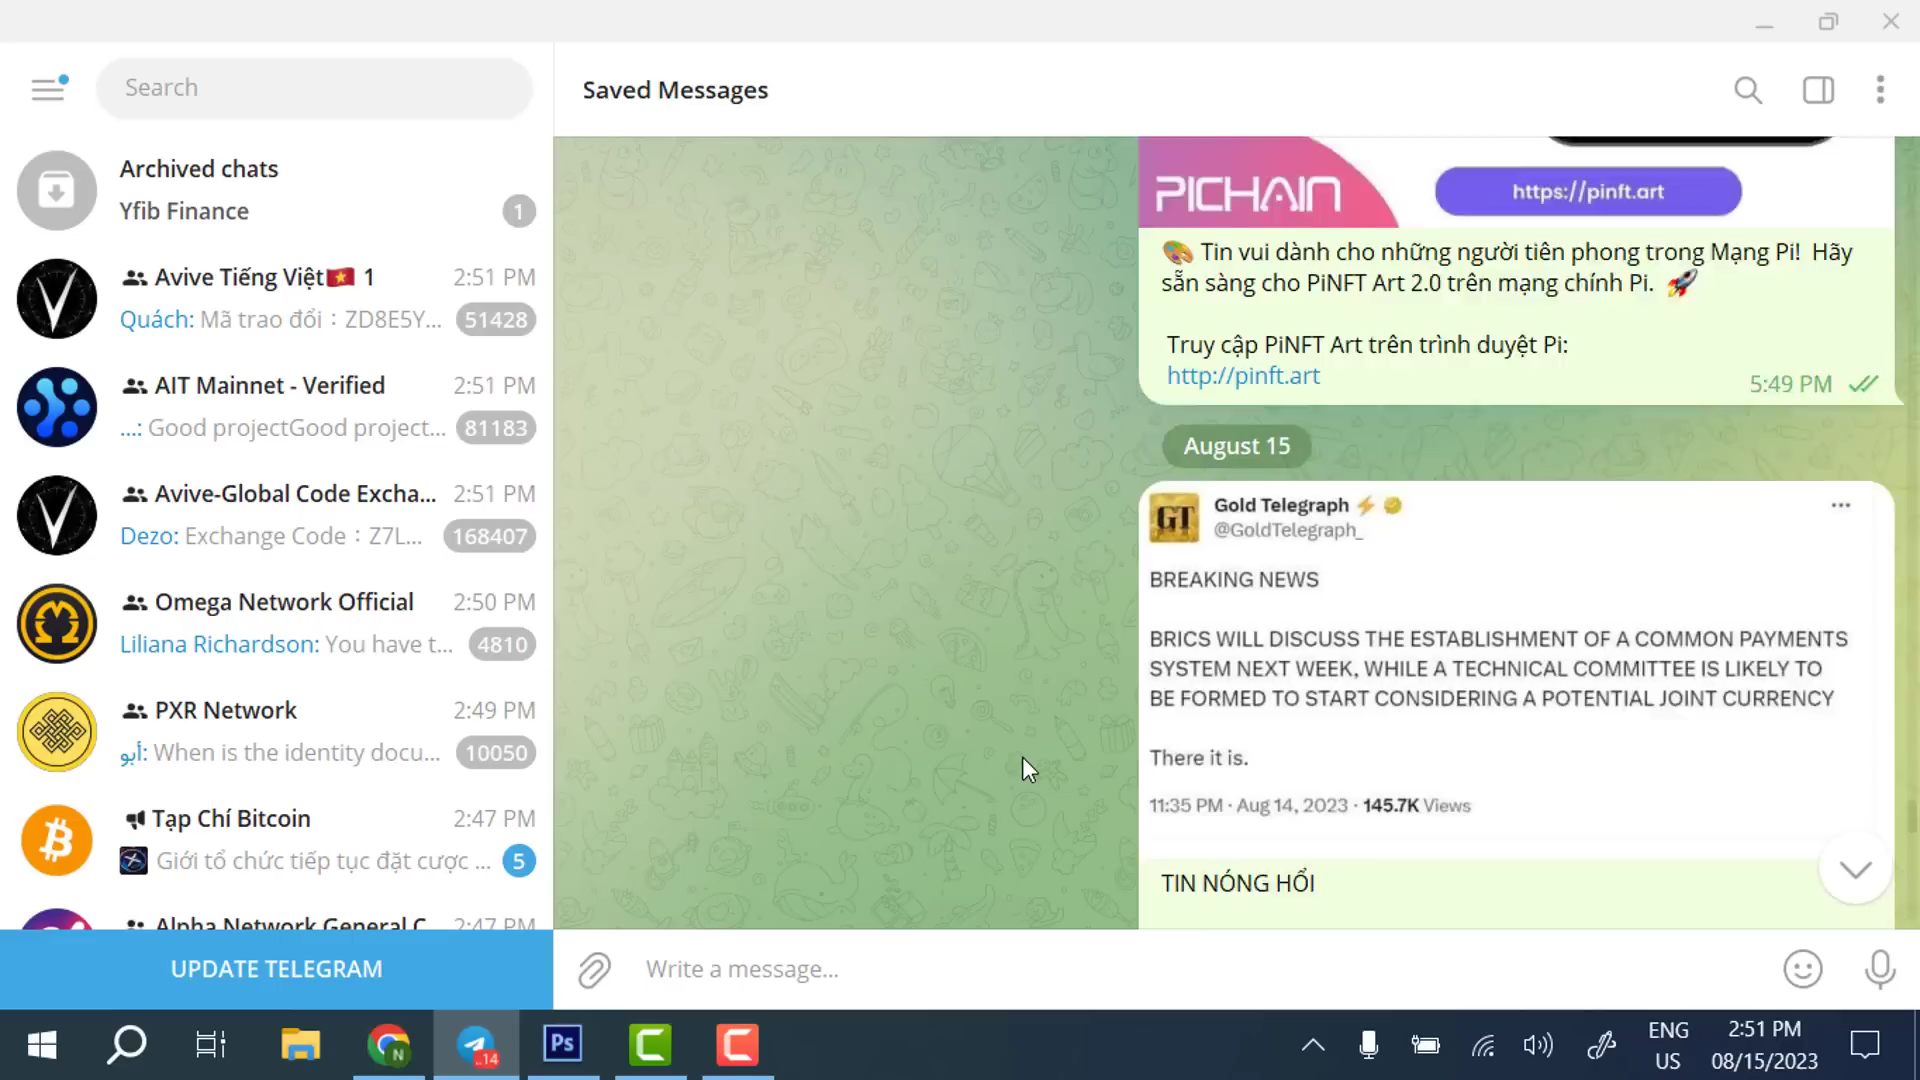 Search
Saved Messages
Archived chats
Yfib Finance
1
Avive Tiếng Việt🇻🇳 1
2:51 PM
Quách: Mã trao đổi：ZD8E5Y...
51428
AIT Mainnet - Verified
2:51 PM
...: Good projectGood project...
81183
Avive-Global Code Excha...
2:51 PM
Dezo: Exchange Code：Z7L...
168407
Omega Network Official
2:50 PM
Liliana Richardson: You have t...
4810
PXR Network
2:49 PM
أبو: When is the identity docu...
10050
Tạp Chí Bitcoin
2:47 PM
Giới tổ chức tiếp tục đặt cược ...
5
Alpha Network General C
2:47 PM
UPDATE TELEGRAM
PICHAIN
https://pinft.art
🎨 Tin vui dành cho những người tiên phong trong Mạng Pi! Hãy
sẵn sàng cho PiNFT Art 2.0 trên mạng chính Pi. 🚀
Truy cập PiNFT Art trên trình duyệt Pi:
http://pinft.art
5:49 PM
August 15
GT
Gold Telegraph ⚡
@GoldTelegraph_
BREAKING NEWS
BRICS WILL DISCUSS THE ESTABLISHMENT OF A COMMON PAYMENTS
SYSTEM NEXT WEEK, WHILE A TECHNICAL COMMITTEE IS LIKELY TO
BE FORMED TO START CONSIDERING A POTENTIAL JOINT CURRENCY
There it is.
11:35 PM · Aug 14, 2023 · 145.7K Views
TIN NÓNG HỔI
Write a message...
N
..14
Ps
ENG
US
2:51 PM
08/15/2023